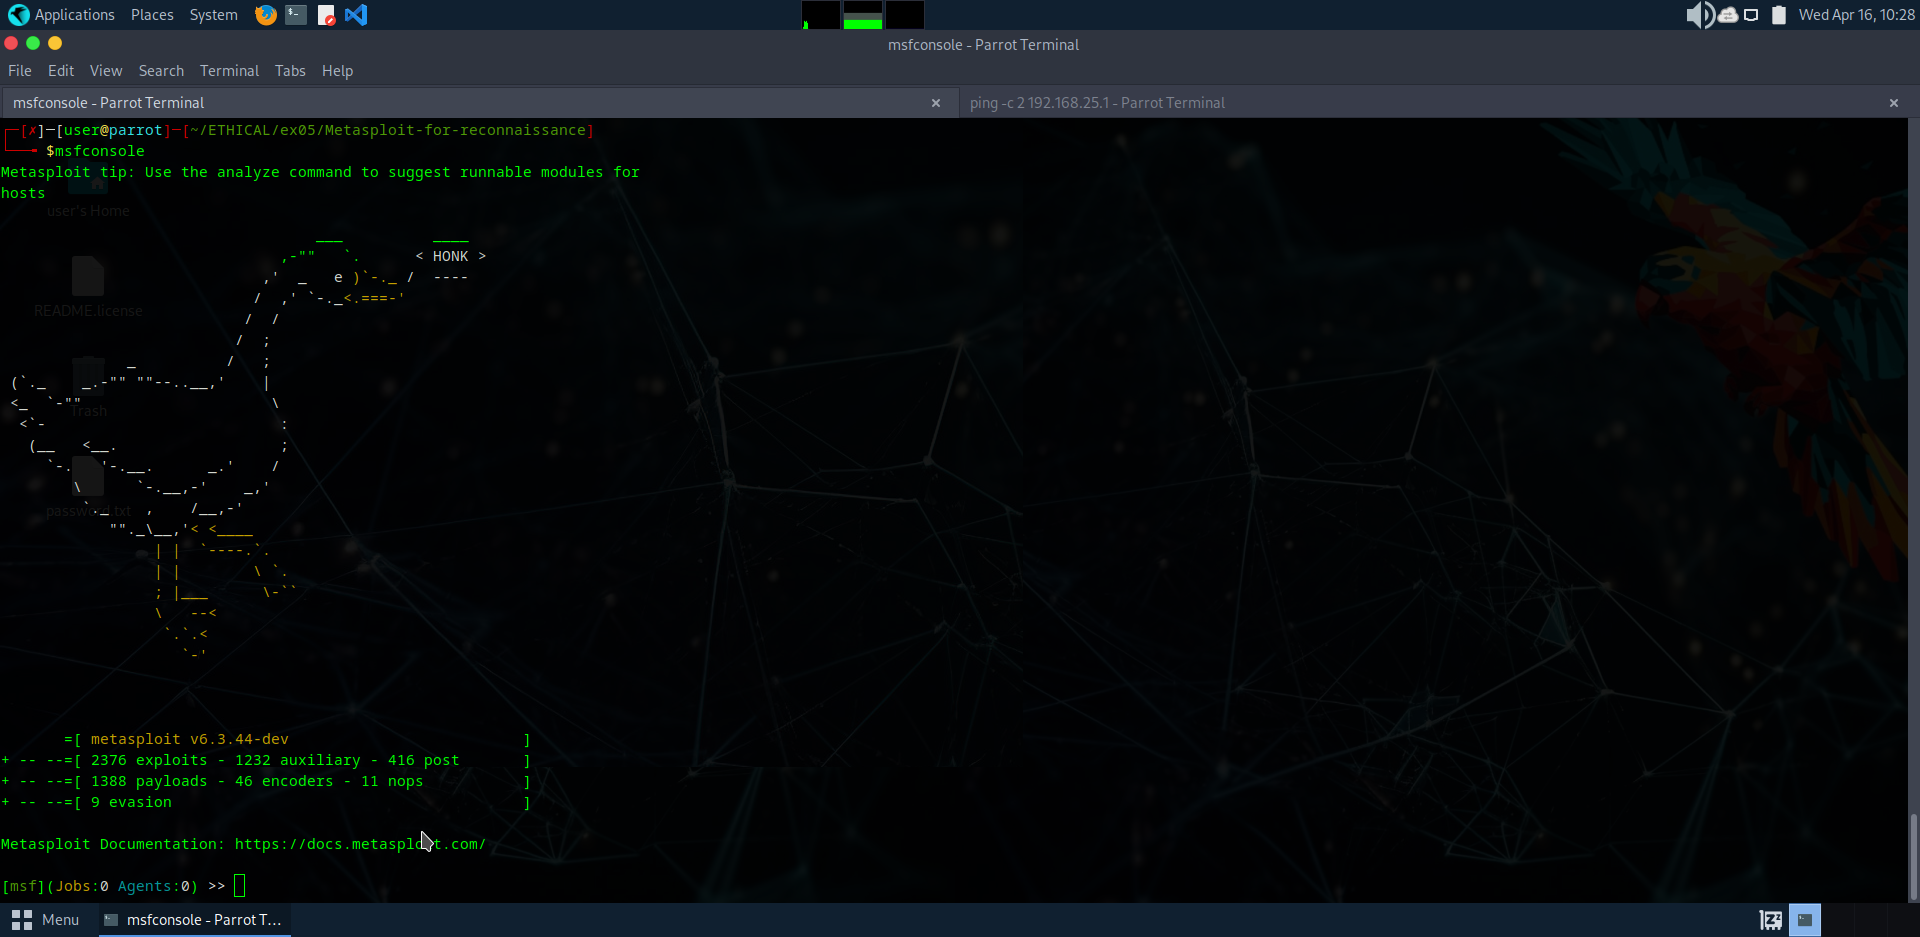 Applications Places System Wed Apr 16, 10:28
msfconsole - Parrot Terminal
File Edit View Search Terminal Tabs Help
msfconsole - Parrot Terminal × ping -c 2 192.168.25.1 - Parrot Terminal ×
┌─[✗]─[user@parrot]─[~/ETHICAL/ex05/Metasploit-for-reconnaissance]
└──╼ $msfconsole
Metasploit tip: Use the analyze command to suggest runnable modules for
hosts
user's Home
< HONK >
README.license
Trash
password.txt
=[ metasploit v6.3.44-dev ]
+ -- --=[ 2376 exploits - 1232 auxiliary - 416 post ]
+ -- --=[ 1388 payloads - 46 encoders - 11 nops ]
+ -- --=[ 9 evasion ]
Metasploit Documentation: https://docs.metasploit.com/
[msf](Jobs:0 Agents:0) >>
Menu msfconsole - Parrot T...